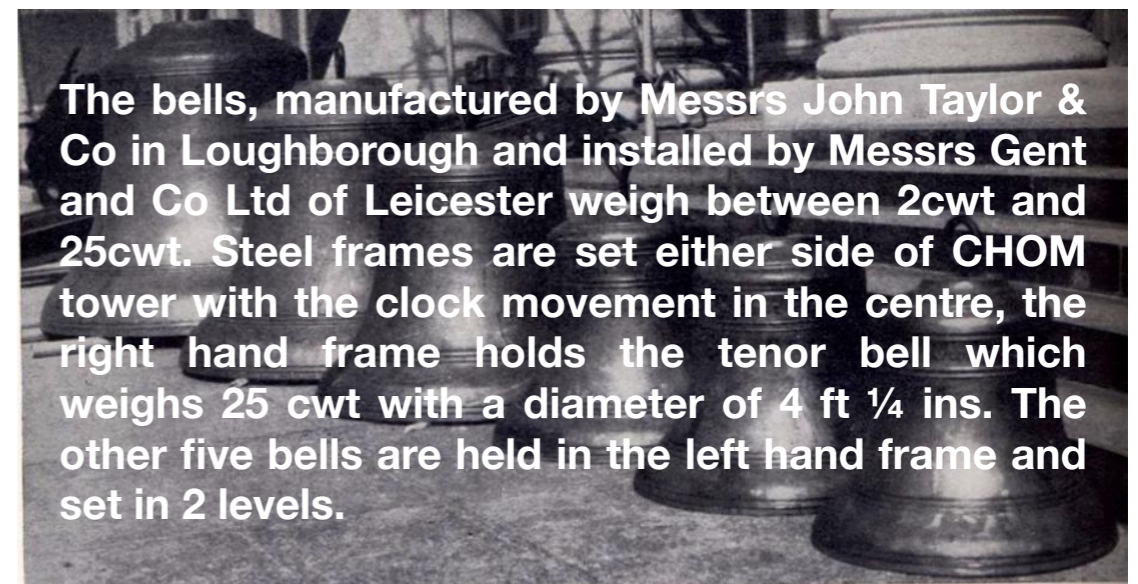 The bells, manufactured by Messrs John Taylor &
Co in Loughborough and installed by Messrs Gent
and Co Ltd of Leicester weigh between 2cwt and
25cwt. Steel frames are set either side of CHOM
tower with the clock movement in the centre, the
right hand frame holds the tenor bell which
weighs 25 cwt with a diameter of 4 ft ¼ ins. The
other five bells are held in the left hand frame and
set in 2 levels.